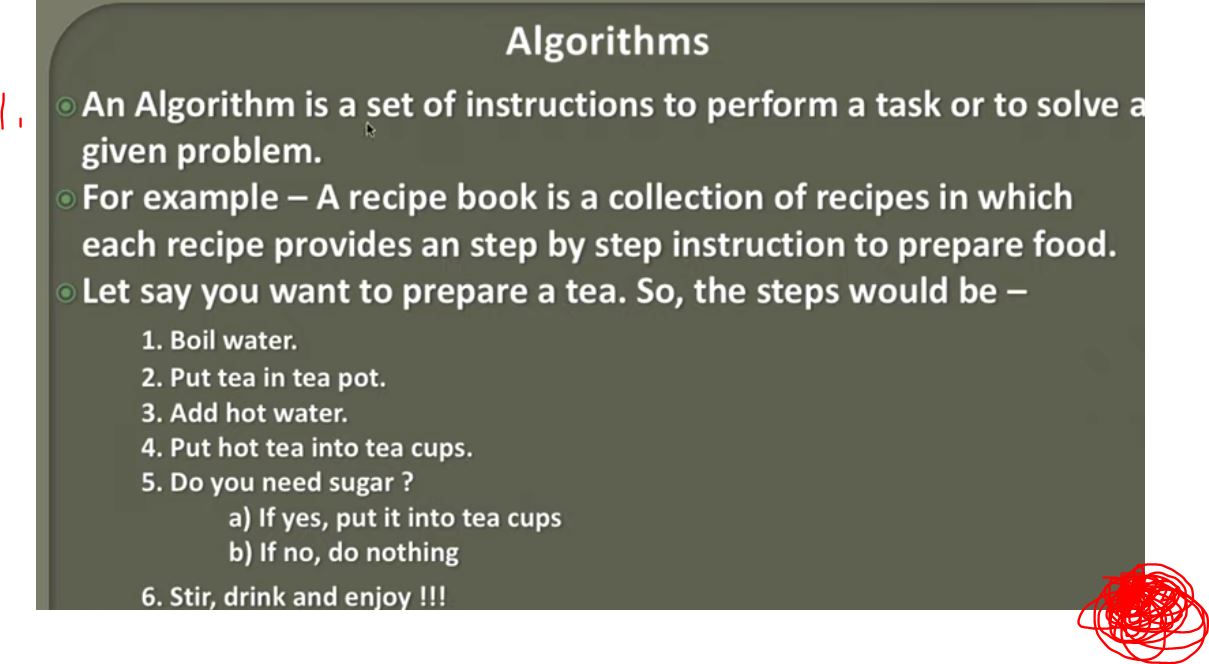 Algorithms
1.
An Algorithm is a set of instructions to perform a task or to solve a
given problem.
For example – A recipe book is a collection of recipes in which
each recipe provides an step by step instruction to prepare food.
Let say you want to prepare a tea. So, the steps would be –
1. Boil water.
2. Put tea in tea pot.
3. Add hot water.
4. Put hot tea into tea cups.
5. Do you need sugar ?
a) If yes, put it into tea cups
b) If no, do nothing
6. Stir, drink and enjoy !!!